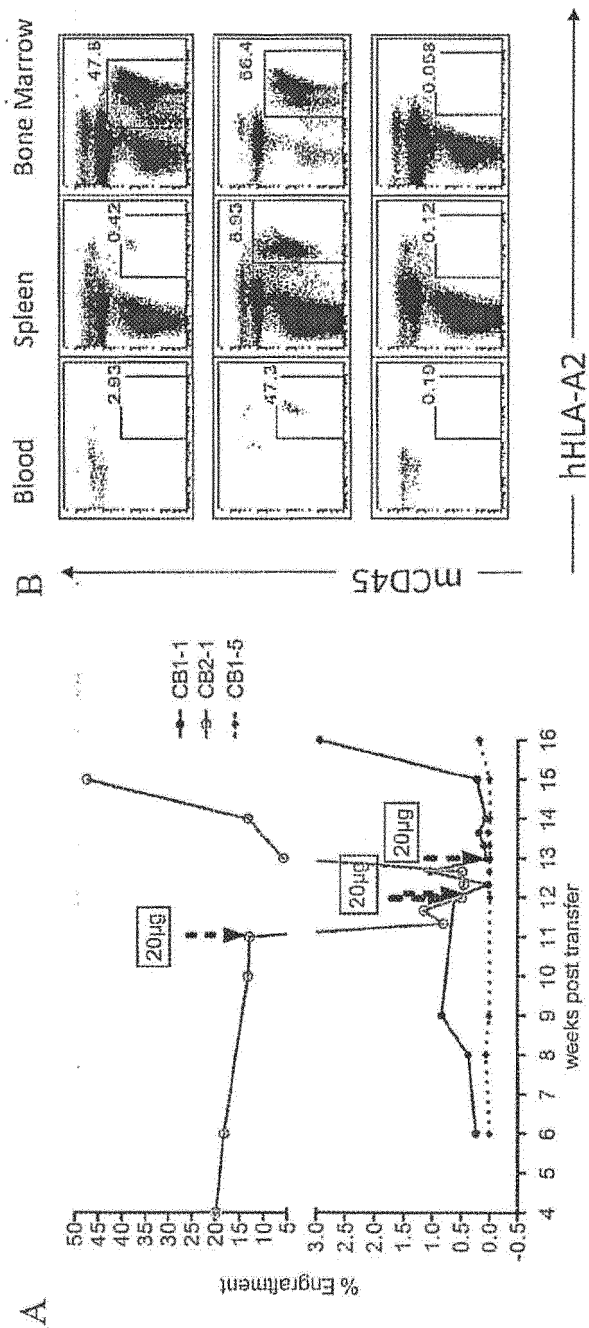 A
50
45
40
35
30
25
20
15
10
5
3.0
2.5
2.0
1.5
1.0
0.5
0.0
-0.5
% Engraftment
4 5 6 7 8 9 10 11 12 13 14 15 16
weeks post transfer
20µg
20µg
20µg
CB1-1
CB2-1
CB1-5
B
Blood Spleen Bone Marrow
2.93 0.42 47.8
47.3 8.93 66.4
0.19 0.12 0.058
mCD45
hHLA-A2